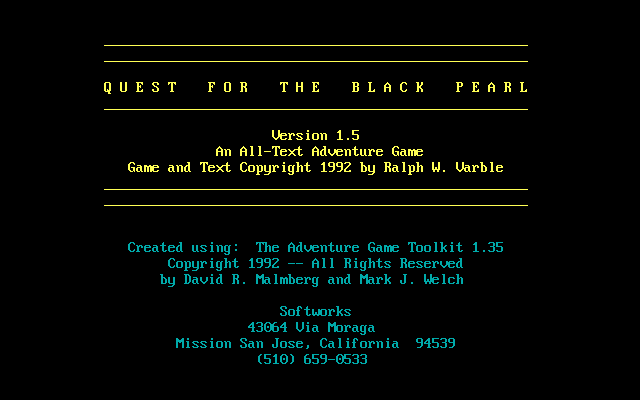 QUEST FOR THE BLACK PEARL
Version 1.5
An All-Text Adventure Game
Game and Text Copyright 1992 by Ralph W. Varble
Created using:  The Adventure Game Toolkit 1.35
Copyright 1992 -- All Rights Reserved
by David R. Malmberg and Mark J. Welch
Softworks
43064 Via Moraga
Mission San Jose, California  94539
(510) 659-0533